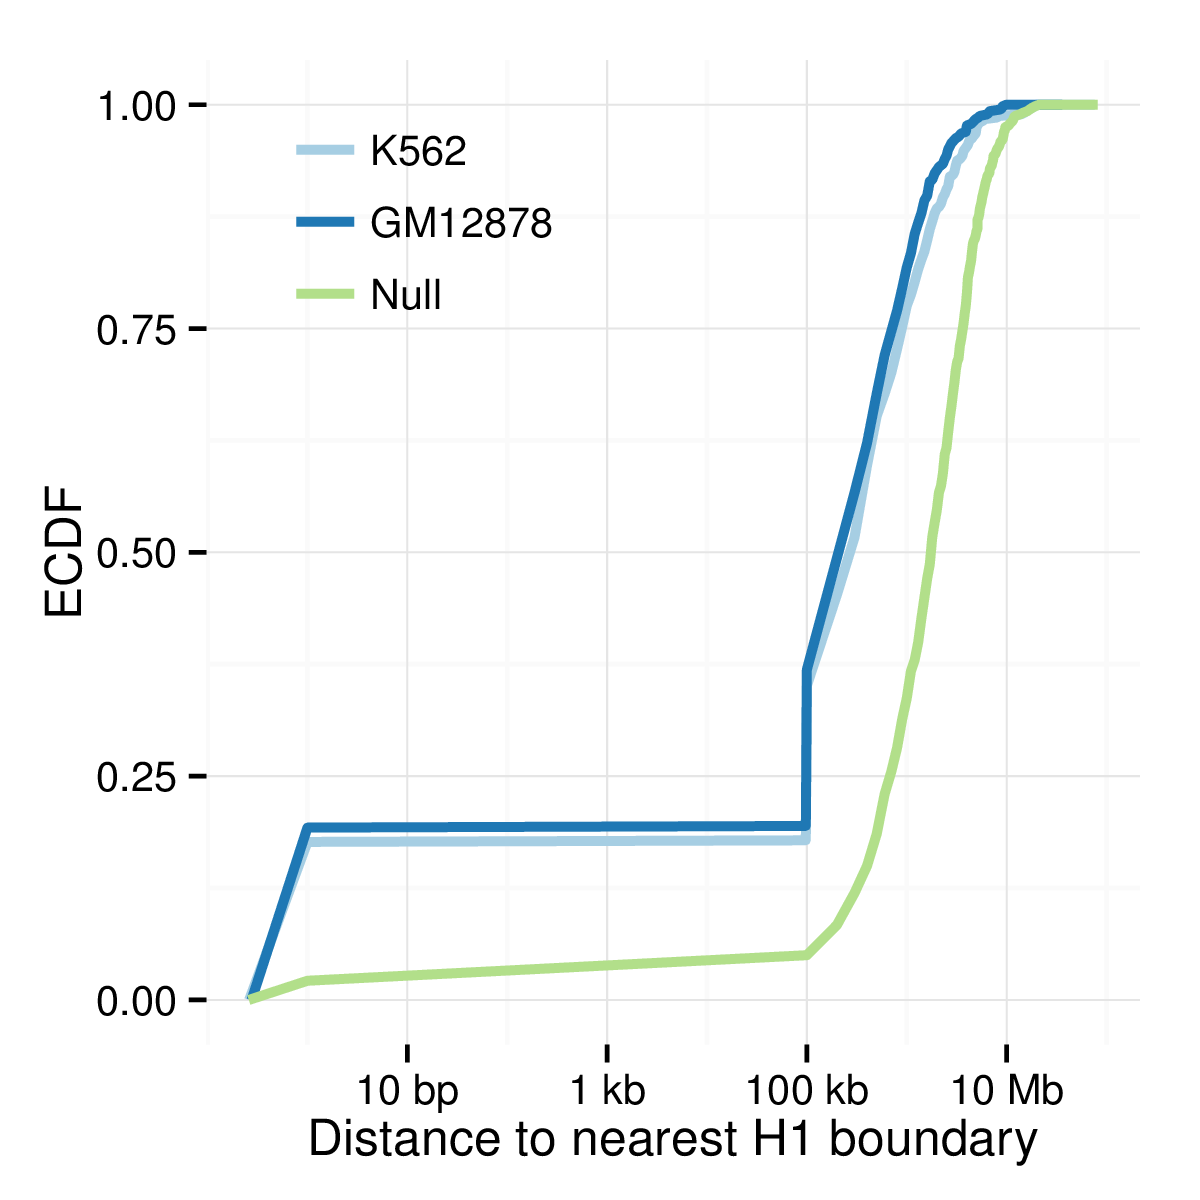 1.00
0.75
0.50
0.25
0.00
ECDF
K562
GM12878
Null
10 bp 1 kb 100 kb 10 Mb
Distance to nearest H1 boundary